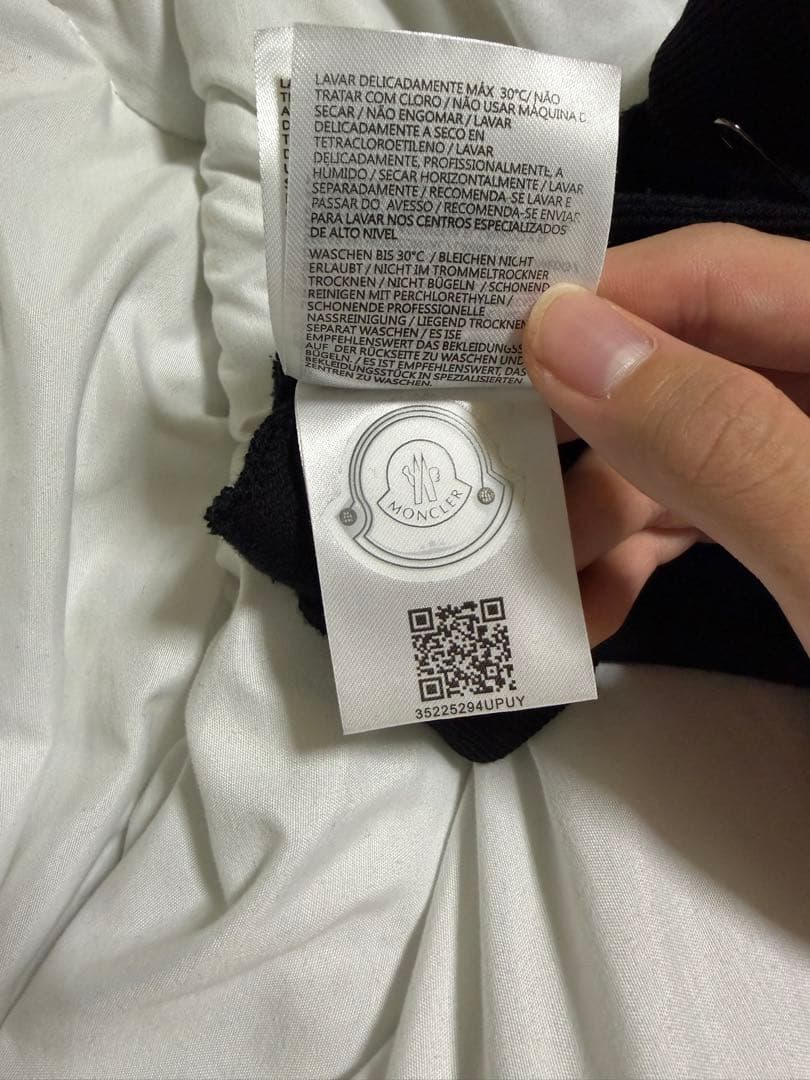 LAVAR DELICADAMENTE MÁX 30°C/ NÃO
TRATAR COM CLORO / NÃO USAR MÁQUINA D
SECAR / NÃO ENGOMAR / LAVAR
DELICADAMENTE A SECO EN
TETRACLOROETILENO / LAVAR
DELICADAMENTE, PROFISSIONALMENTE, A
HÚMIDO / SECAR HORIZONTALMENTE / LAVAR
SEPARADAMENTE / RECOMENDA-SE LAVAR E
PASSAR DO AVESSO / RECOMENDA-SE ENVIAR
PARA LAVAR NOS CENTROS ESPECIALIZADOS
DE ALTO NIVEL
WASCHEN BIS 30°C / BLEICHEN NICHT
ERLAUBT / NICHT IM TROMMELTROCKNER
TROCKNEN / NICHT BÜGELN / SCHONEND
REINIGEN MIT PERCHLORETHYLEN /
SCHONENDE PROFESSIONELLE
NASSREINIGUNG / LIEGEND TROCKNEN
SEPARAT WASCHEN / ES ISE
EMPFEHLENSWERT DAS BEKLEIDUNGSS
AUF DER RÜCKSEITE ZU WASCHEN UND
BÜGELN. / ES IST EMPFEHLENSWERT, DAS
BEKLEIDUNGSSTÜCK IN SPEZIALISIERTEN
ZENTREN ZU WASCHEN.
MONCLER
35225294UPUY